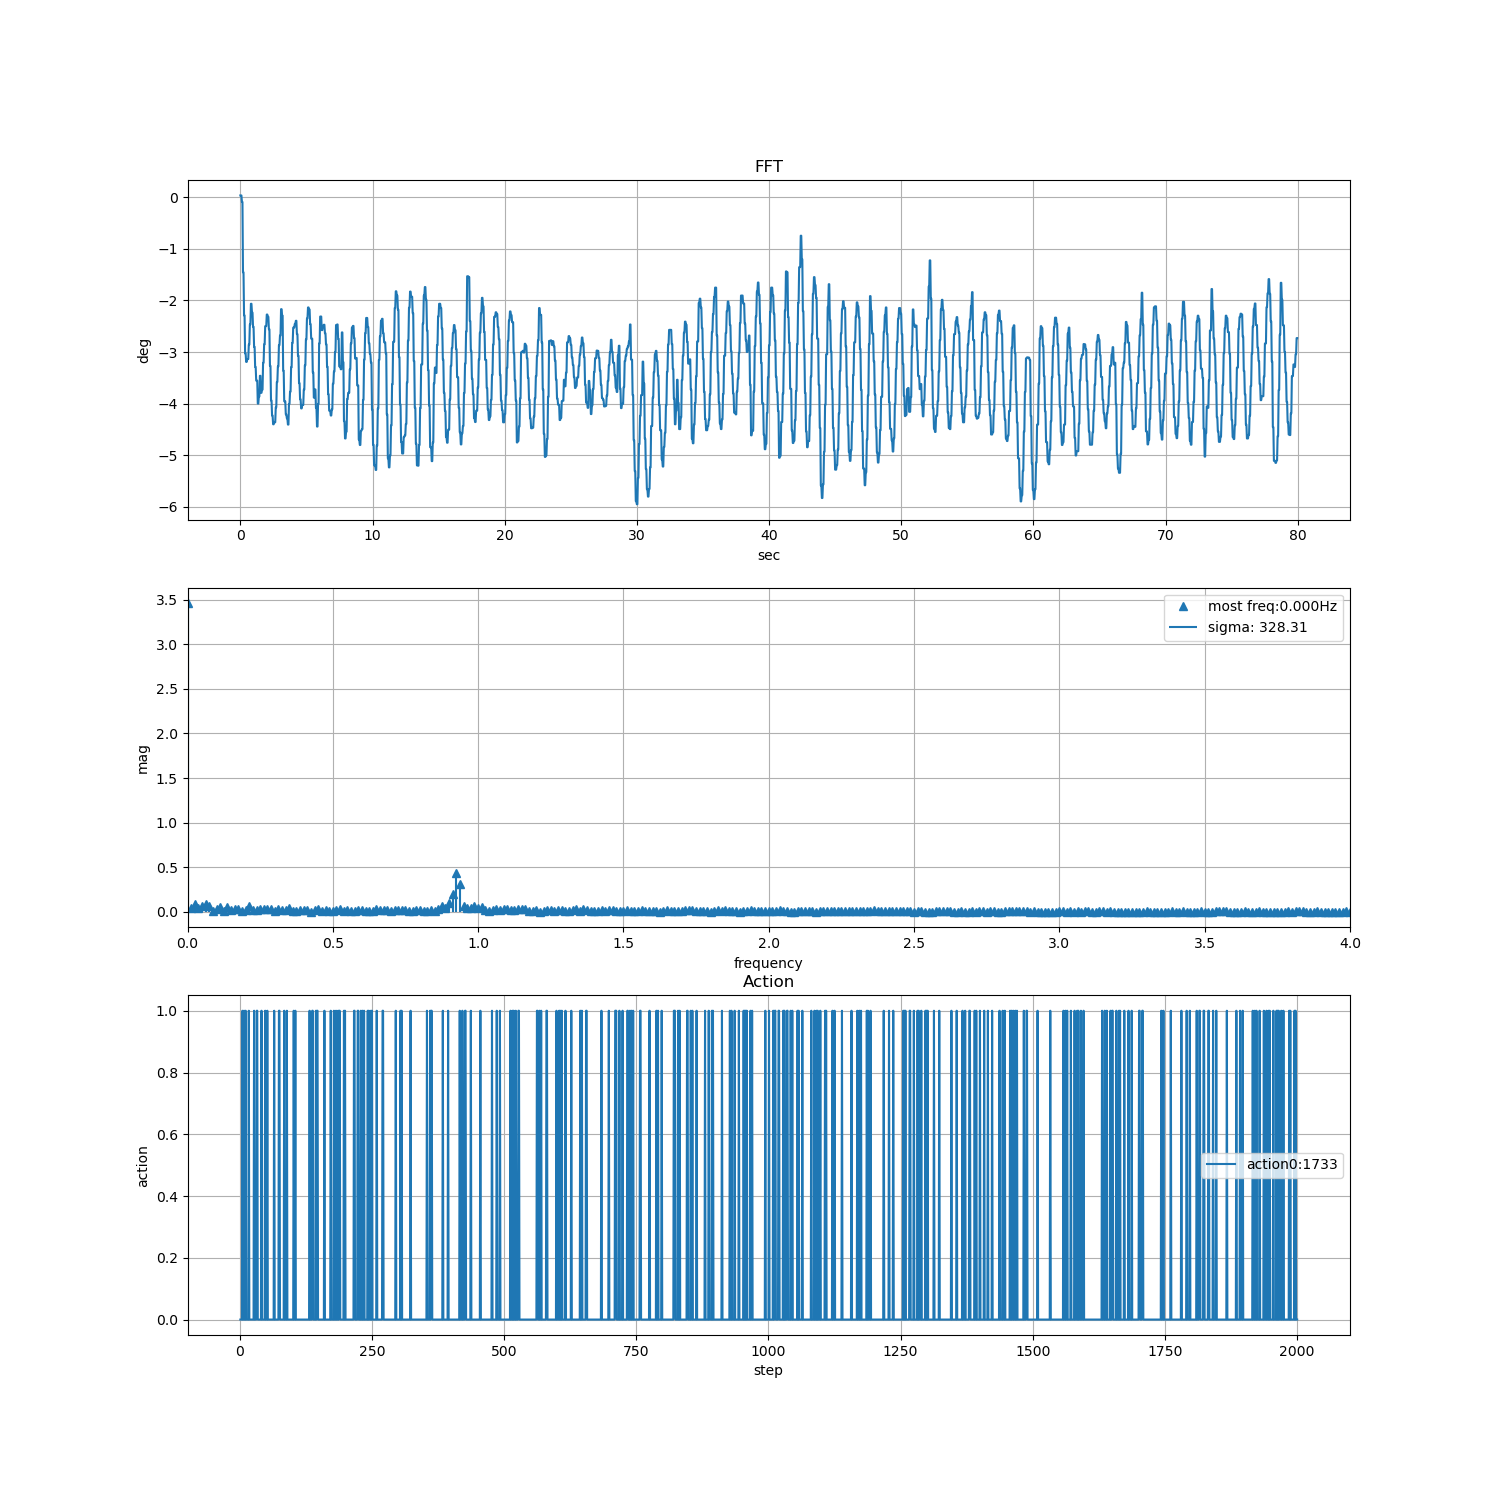 FFT
0
−1
−2
−3
−4
−5
−6
deg
0 10 20 30 40 50 60 70 80
sec
3.5
3.0
2.5
2.0
1.5
1.0
0.5
0.0
mag
most freq:0.000Hz
sigma: 328.31
0.0 0.5 1.0 1.5 2.0 2.5 3.0 3.5 4.0
frequency
Action
1.0
0.8
0.6
0.4
0.2
0.0
action
action0:1733
0 250 500 750 1000 1250 1500 1750 2000
step